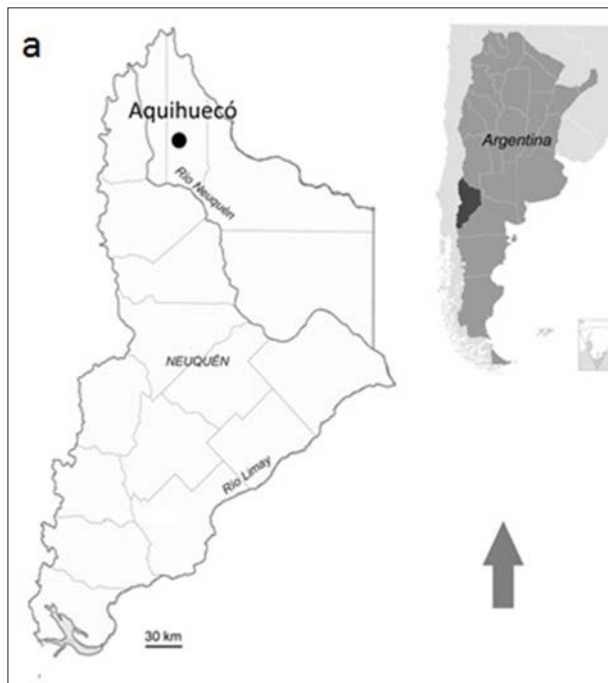 a
Aquihuecó
Río Neuquén
NEUQUÉN
Río Limay
30 km
Argentina